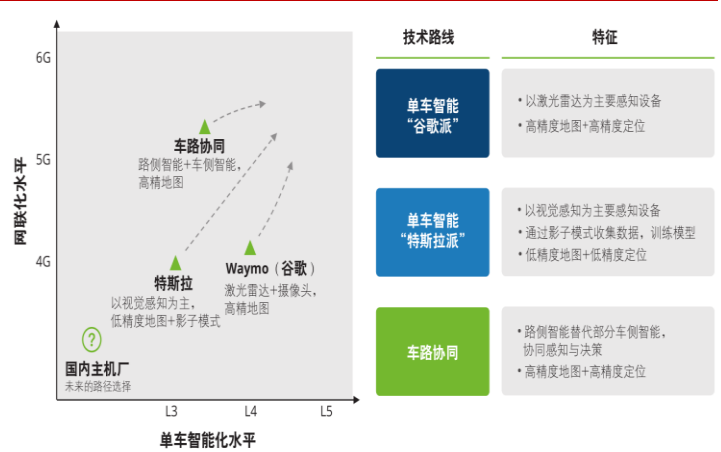 网联化水平
6G
5G
4G
车路协同
路侧智能+车侧智能，
高精地图
特斯拉
以视觉感知为主，
低精度地图+影子模式
Waymo（谷歌）
激光雷达+摄像头，
高精地图
?
国内主机厂
未来的路径选择
L3
L4
L5
单车智能化水平
技术路线
特征
单车智能
“谷歌派”
• 以激光雷达为主要感知设备
• 高精度地图+高精度定位
单车智能
“特斯拉派”
• 以视觉感知为主要感知设备
• 通过影子模式收集数据，训练模型
• 低精度地图+低精度定位
车路协同
• 路侧智能替代部分车侧智能，
协同感知与决策
• 高精度地图+高精度定位